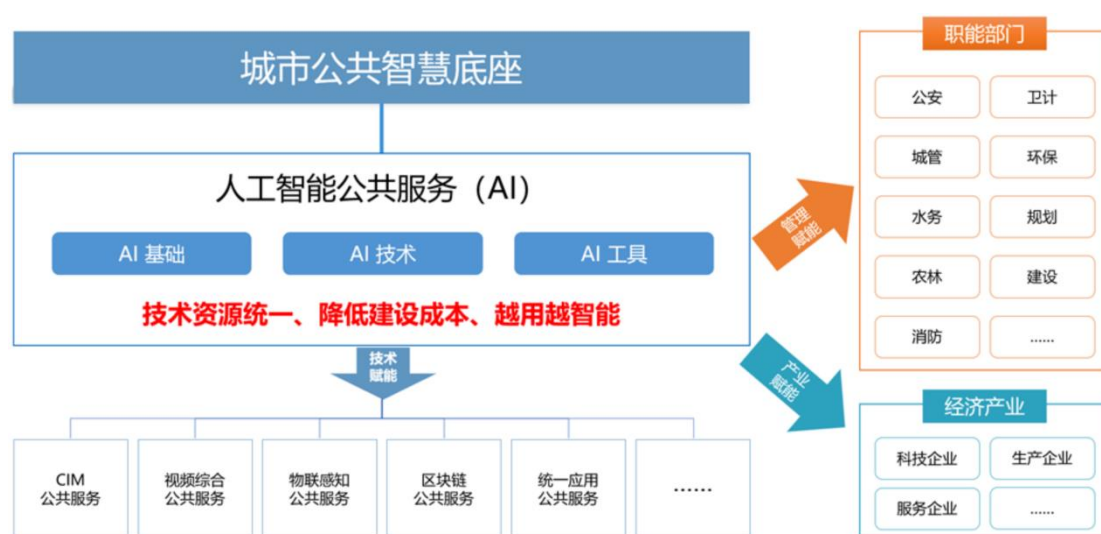 城市公共智慧底座
人工智能公共服务（AI）
AI 基础
AI 技术
AI 工具
技术资源统一、降低建设成本、越用越智能
技术
赋能
CIM
公共服务
视频综合
公共服务
物联感知
公共服务
区块链
公共服务
统一应用
公共服务
......
管理
赋能
产业
赋能
职能部门
公安
卫计
城管
环保
水务
规划
农林
建设
消防
......
经济产业
科技企业
生产企业
服务企业
......